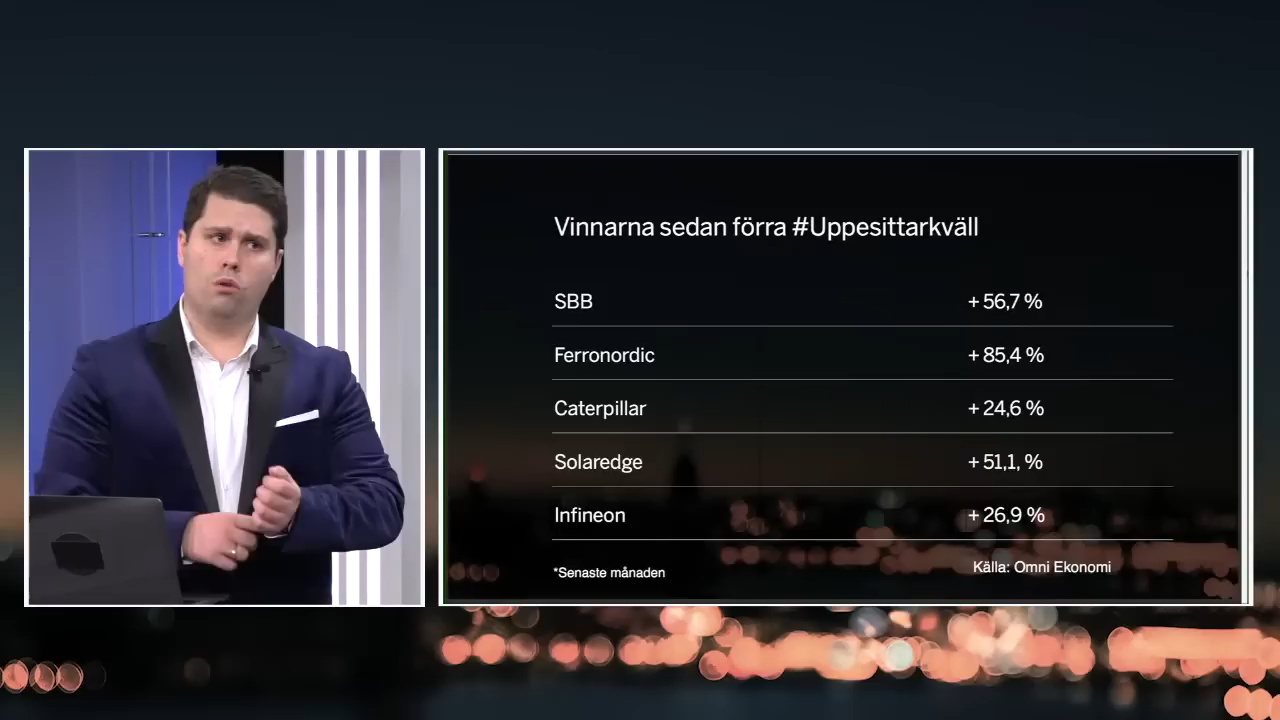 Vinnarna sedan förra #Uppesittarkväll
SBB + 56,7 %
Ferronordic + 85,4 %
Caterpillar + 24,6 %
Solaredge + 51,1, %
Infineon + 26,9 %
*Senaste månaden
Källa: Omni Ekonomi